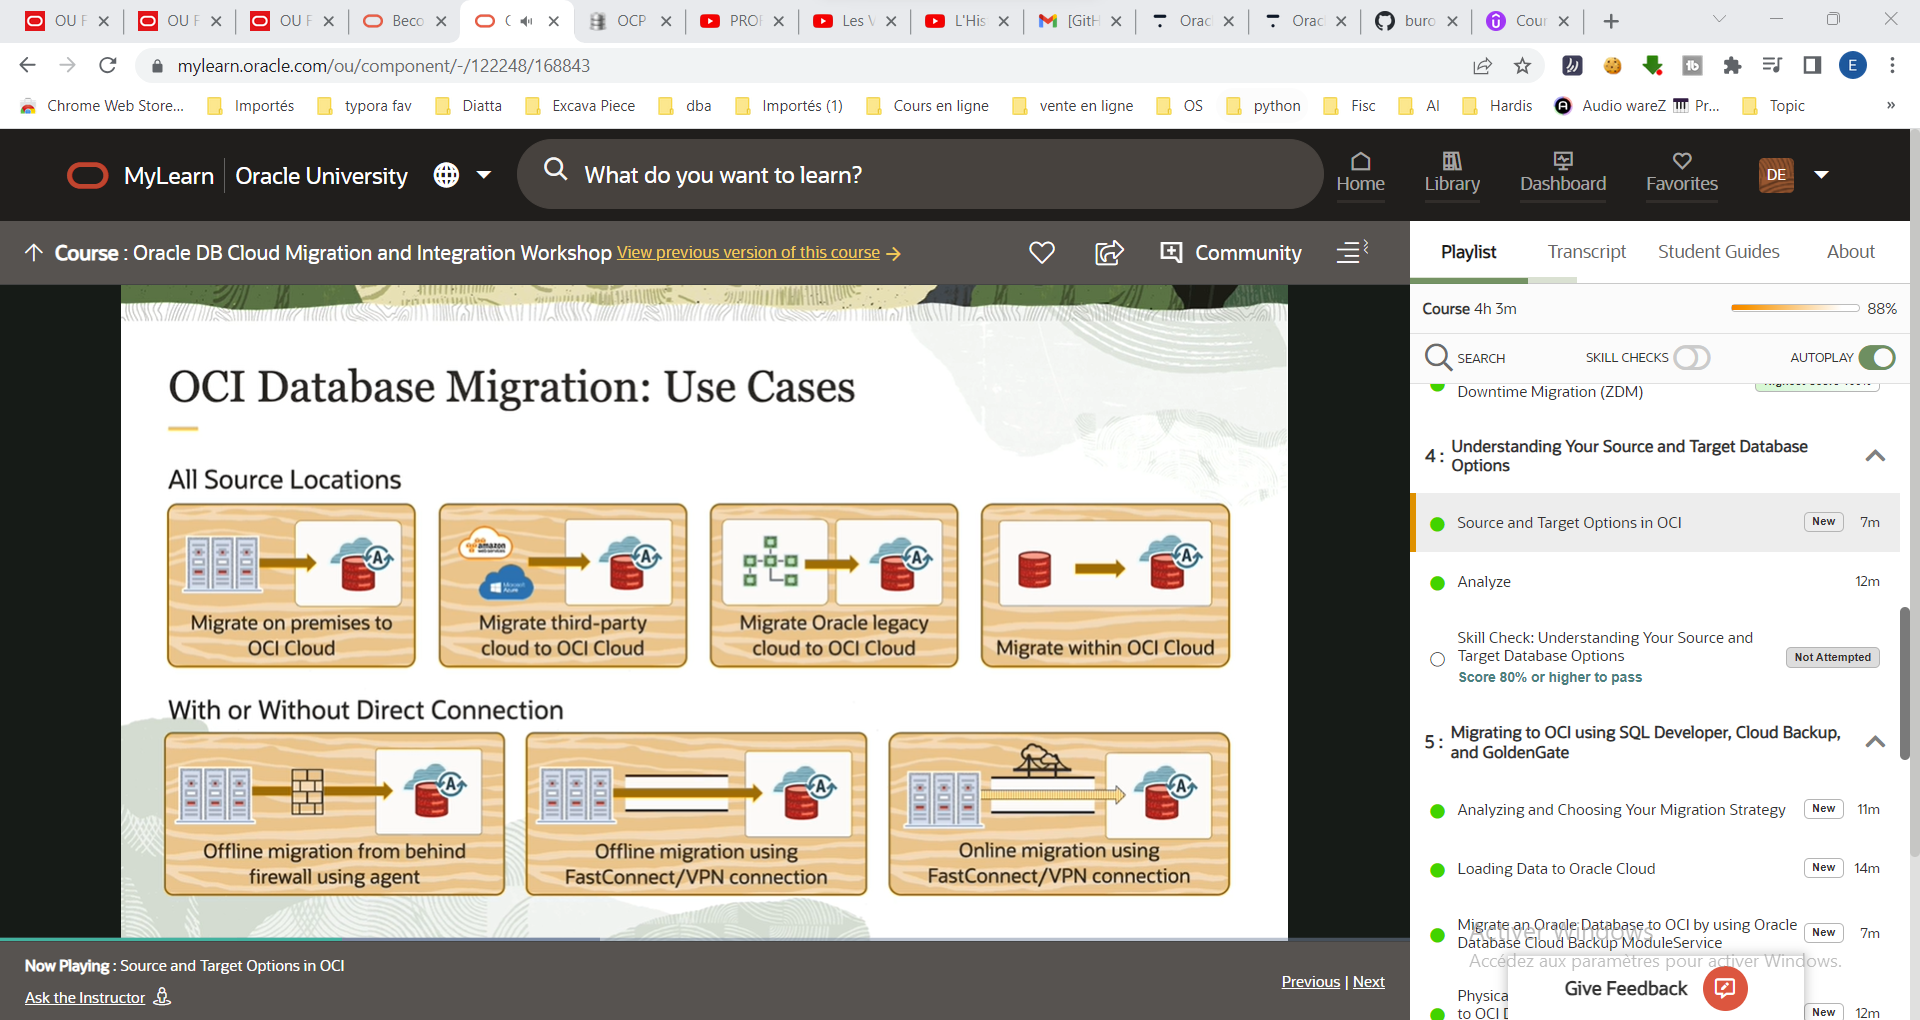 OU F
OU F
OU F
Beco
OCP
PROF
Les V
L'His
[GitH
Orac
Orac
buro
Cour
mylearn.oracle.com/ou/component/-/122248/168843
E
Chrome Web Store...
Importés
typora fav
Diatta
Excava Piece
dba
Importés (1)
Cours en ligne
vente en ligne
OS
python
Fisc
AI
Hardis
Audio wareZ
Pr...
Topic
»
MyLearn
Oracle University
What do you want to learn?
Home
Library
Dashboard
Favorites
DE
Course : Oracle DB Cloud Migration and Integration Workshop View previous version of this course
Community
OCI Database Migration: Use Cases
All Source Locations
A
amazon
web services
Microsoft
Azure
A
A
A
Migrate on premises to
OCI Cloud
Migrate third-party
cloud to OCI Cloud
Migrate Oracle legacy
cloud to OCI Cloud
Migrate within OCI Cloud
With or Without Direct Connection
A
A
A
Offline migration from behind
firewall using agent
Offline migration using
FastConnect/VPN connection
Online migration using
FastConnect/VPN connection
Now Playing : Source and Target Options in OCI
Ask the Instructor
Previous | Next
Playlist
Transcript
Student Guides
About
Course 4h 3m
88%
SEARCH
SKILL CHECKS
AUTOPLAY
Downtime Migration (ZDM)
4 : Understanding Your Source and Target Database
Options
Source and Target Options in OCI
New
7m
Analyze
12m
Skill Check: Understanding Your Source and
Target Database Options
Not Attempted
Score 80% or higher to pass
5 : Migrating to OCI using SQL Developer, Cloud Backup,
and GoldenGate
Analyzing and Choosing Your Migration Strategy
New
11m
Loading Data to Oracle Cloud
New
14m
Migrate an Oracle Database to OCI by using Oracle
Database Cloud Backup ModuleService
New
7m
Activer Windows
Accédez aux paramètres pour activer Windows.
Physica
to OCI
New
12m
Give Feedback